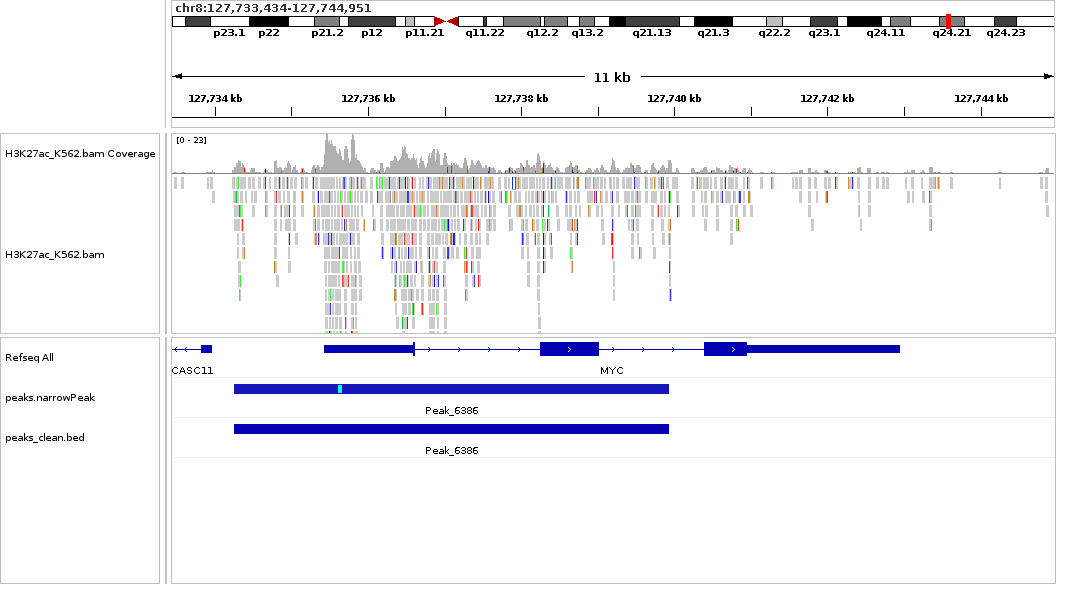 chr8:127,733,434-127,744,951
p23.1 p22 p21.2 p12 p11.21 q11.22 q12.2 q13.2 q21.13 q21.3 q22.2 q23.1 q24.11 q24.21 q24.23
11 kb
127,734 kb 127,736 kb 127,738 kb 127,740 kb 127,742 kb 127,744 kb
[0 - 23]
H3K27ac_K562.bam Coverage
H3K27ac_K562.bam
Refseq All
CASC11 MYC
peaks.narrowPeak
Peak_6386
peaks_clean.bed
Peak_6386